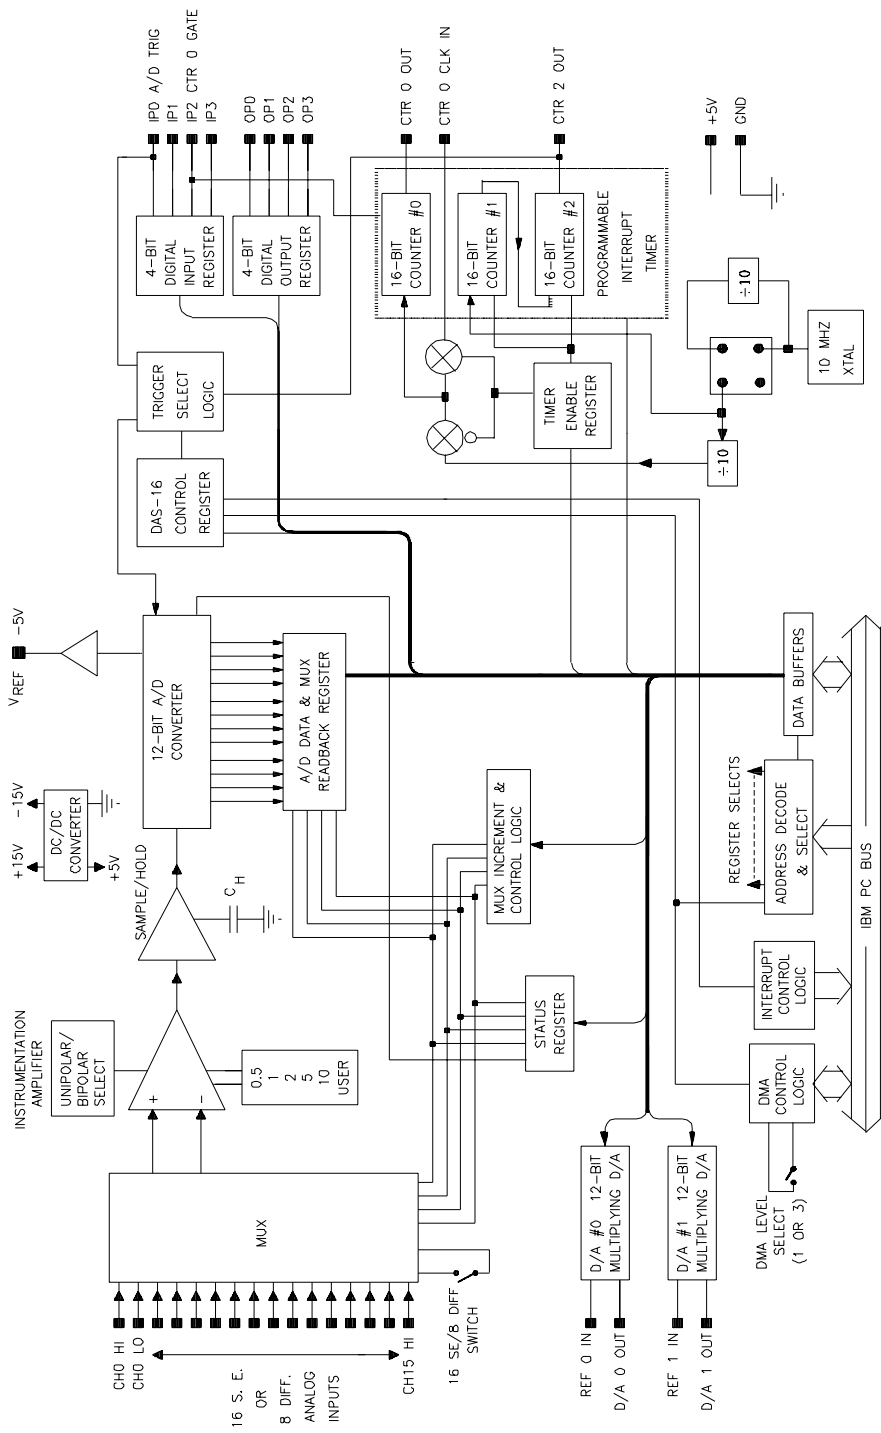 INSTRUMENTATION
AMPLIFIER
UNIPOLAR/
BIPOLAR
SELECT
+
-
0.5
1
2
5
10
USER
MUX
CH0 HI
CH0 LO
16 S. E.
OR
8 DIFF.
ANALOG
INPUTS
CH15 HI
16 SE/8 DIFF
SWITCH
SAMPLE/HOLD
C H
+15V
-15V
DC/DC
CONVERTER
+5V
VREF
-5V
12-BIT A/D
CONVERTER
A/D DATA & MUX
READBACK REGISTER
MUX INCREMENT &
CONTROL LOGIC
STATUS
REGISTER
DAS-16
CONTROL
REGISTER
TRIGGER
SELECT
LOGIC
4-BIT
DIGITAL
INPUT
REGISTER
4-BIT
DIGITAL
OUTPUT
REGISTER
IP0 A/D TRIG
IP1
IP2 CTR 0 GATE
IP3
OP0
OP1
OP2
OP3
CTR 0 OUT
CTR 0 CLK IN
CTR 2 OUT
+5V
GND
16-BIT
COUNTER #0
16-BIT
COUNTER #1
16-BIT
COUNTER #2
PROGRAMMABLE
INTERRUPT
TIMER
TIMER
ENABLE
REGISTER
÷10
÷10
10 MHZ
XTAL
D/A #0 12-BIT
MULTIPLYING D/A
D/A #1 12-BIT
MULTIPLYING D/A
REF 0 IN
D/A 0 OUT
REF 1 IN
D/A 1 OUT
DMA LEVEL
SELECT
(1 OR 3)
DMA
CONTROL
LOGIC
INTERRUPT
CONTROL
LOGIC
REGISTER SELECTS
ADDRESS DECODE
& SELECT
DATA BUFFERS
IBM PC BUS